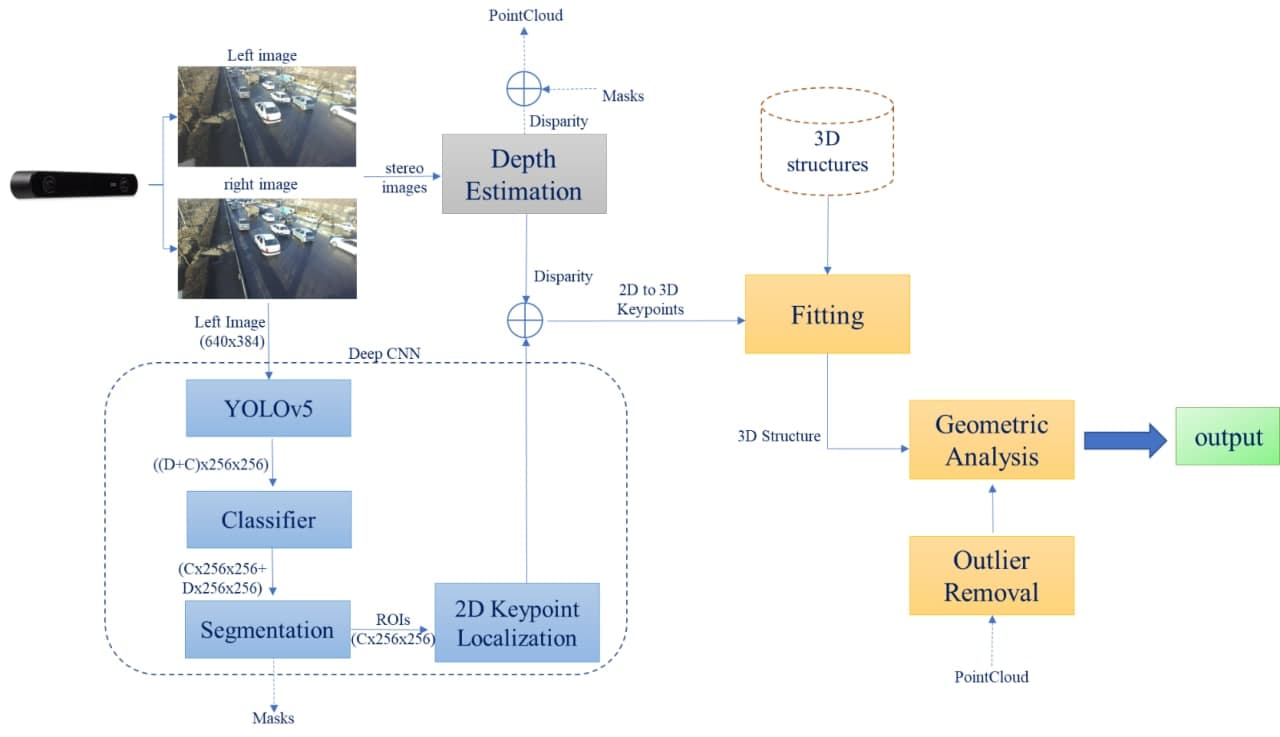 PointCloud
Left image
Masks
Disparity
3D
structures
Depth
Estimation
stereo
images
right image
Disparity
2D to 3D
Keypoints
Fitting
Left Image
(640x384)
Deep CNN
YOLOv5
((D+C)x256x256)
Classifier
(Cx256x256+
Dx256x256)
Segmentation
ROIs
(Cx256x256)
2D Keypoint
Localization
Masks
3D Structure
Geometric
Analysis
output
Outlier
Removal
PointCloud